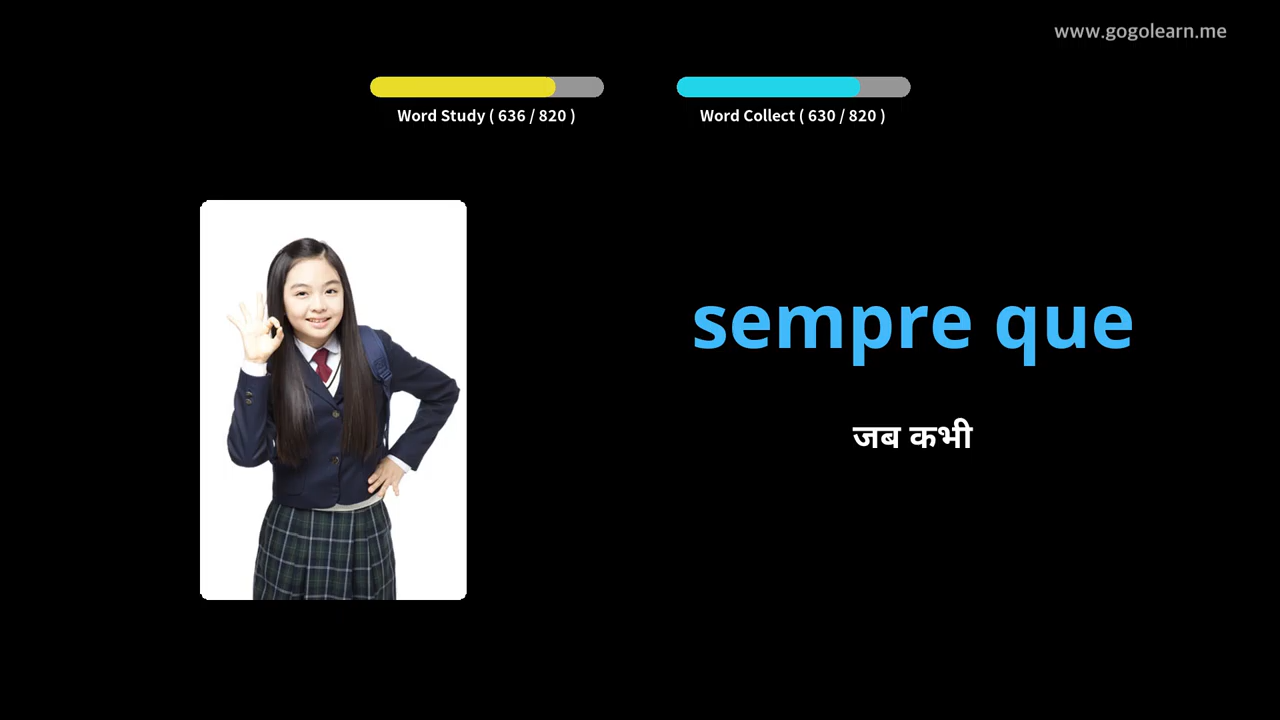 www.gogolearn.me
Word Study ( 636 / 820 )
Word Collect ( 630 / 820 )
sempre que
जब कभी